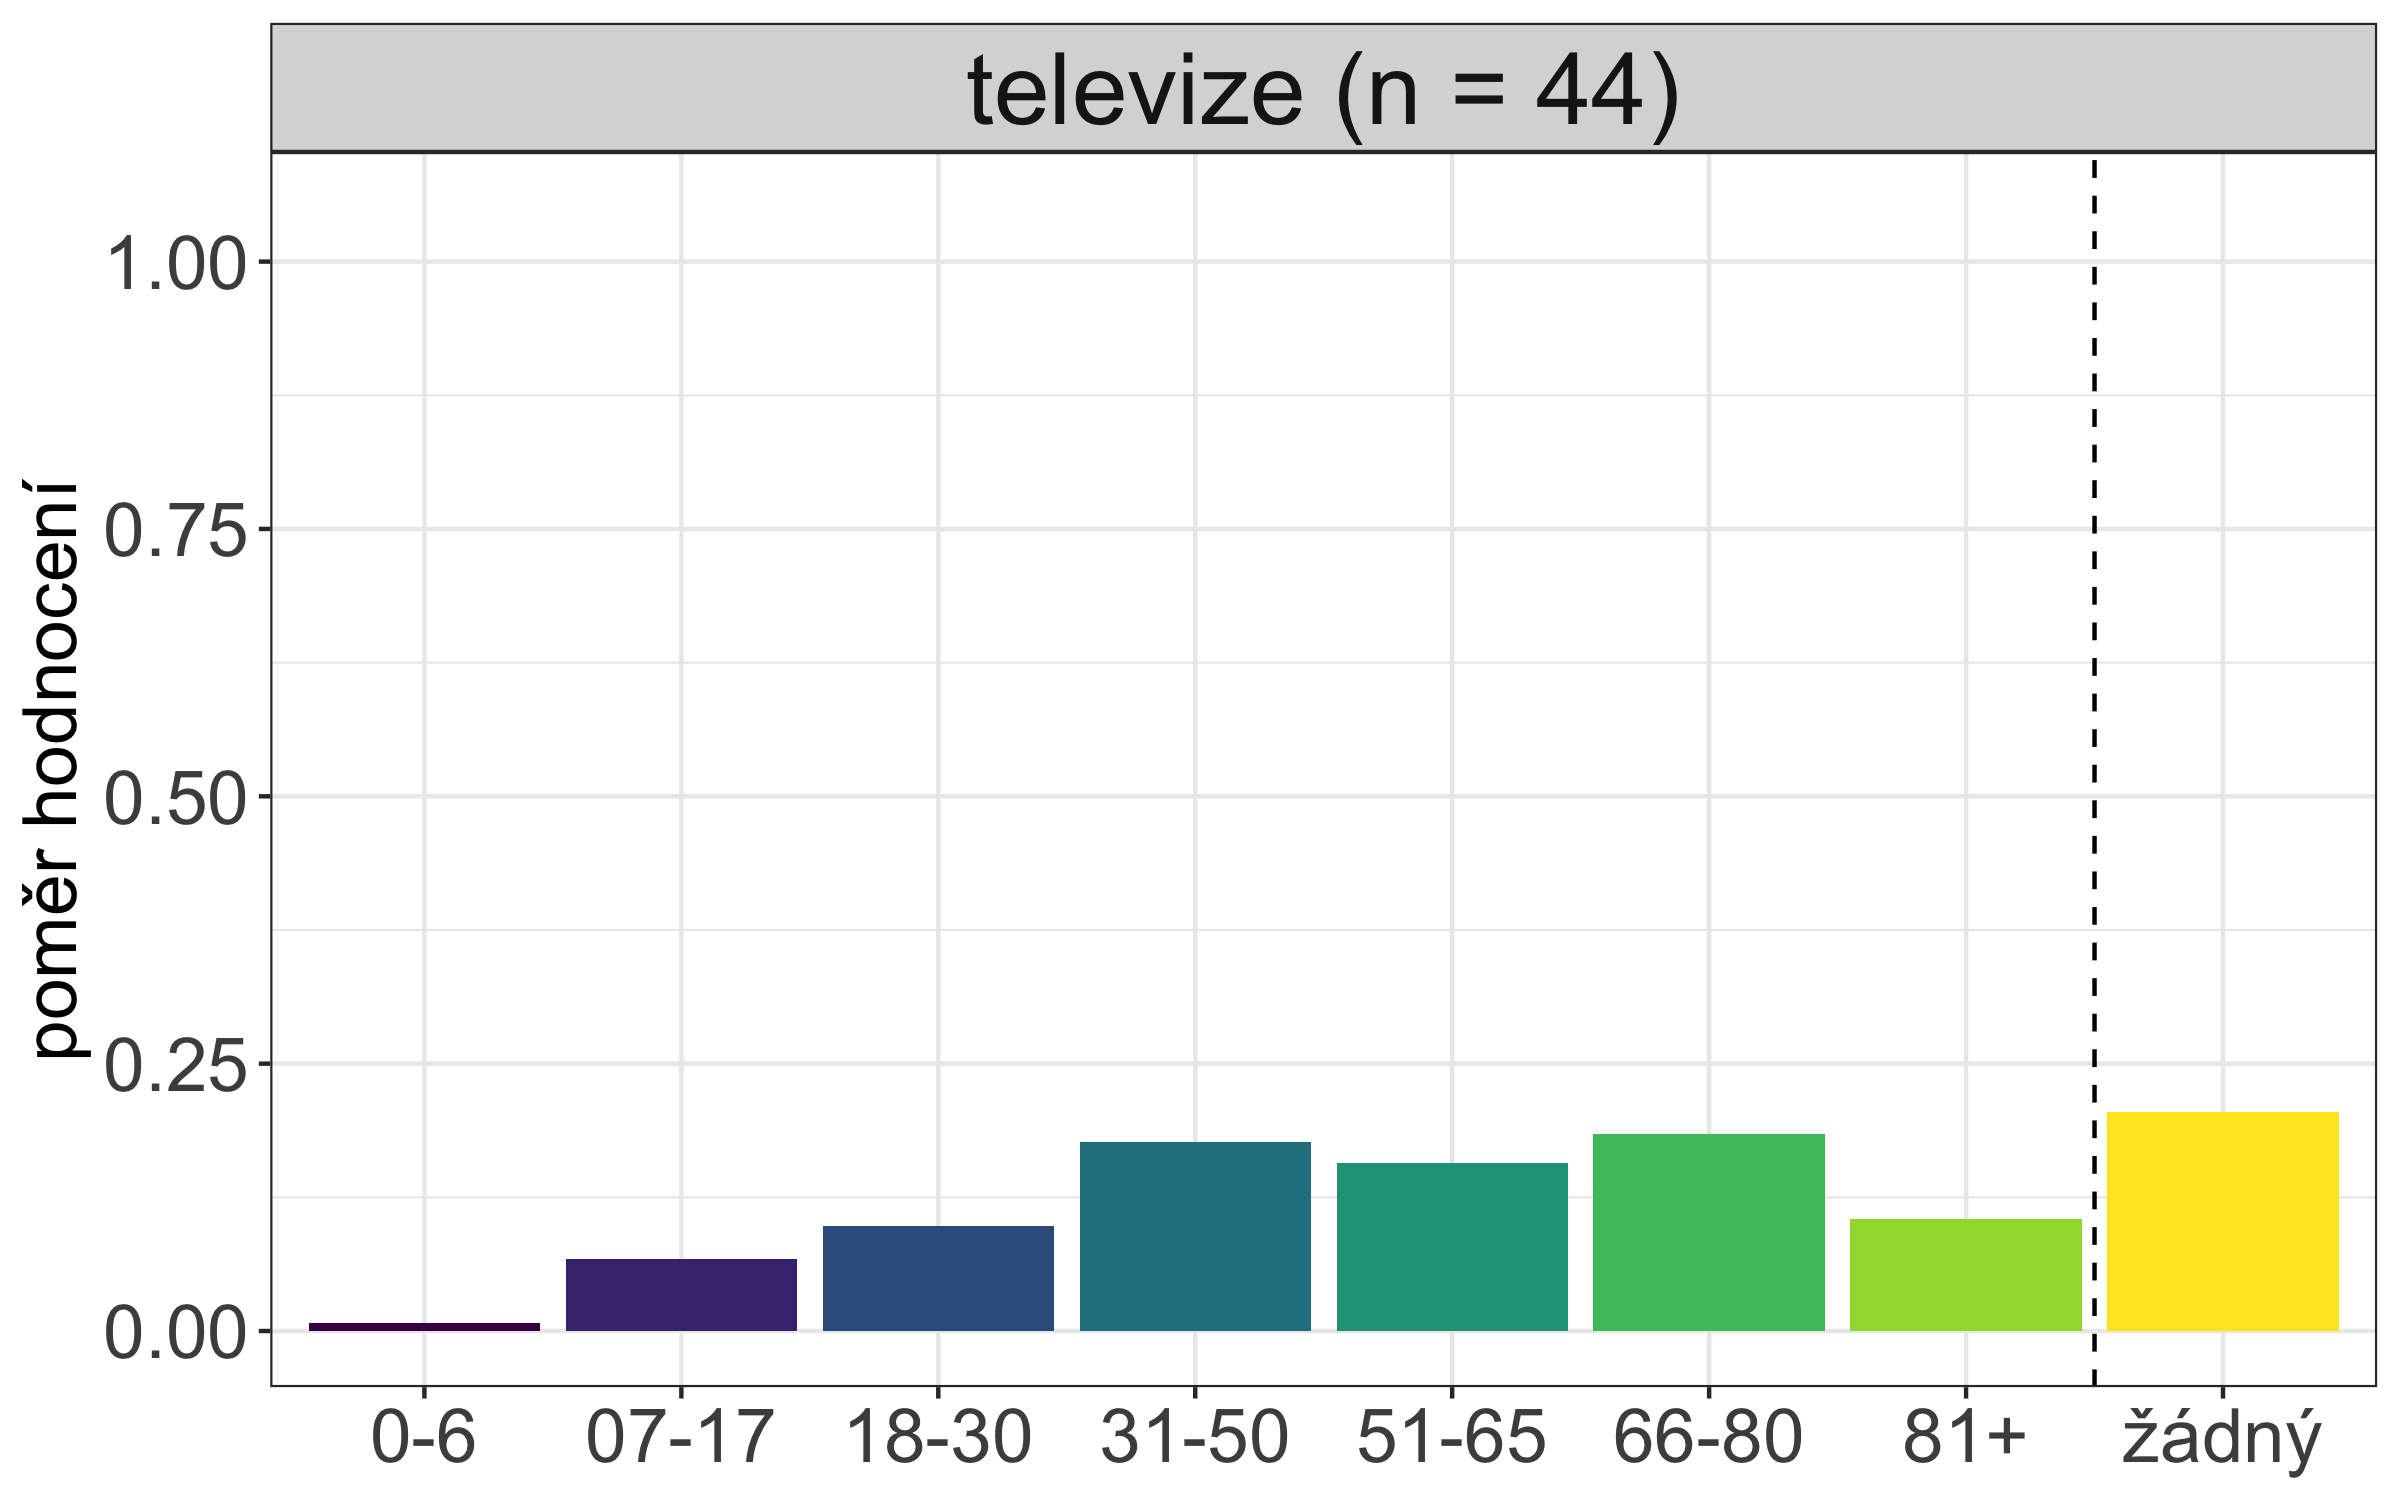 televize (n = 44)
poměr hodnocení
1.00
0.75
0.50
0.25
0.00
0-6 07-17 18-30 31-50 51-65 66-80 81+ žádný